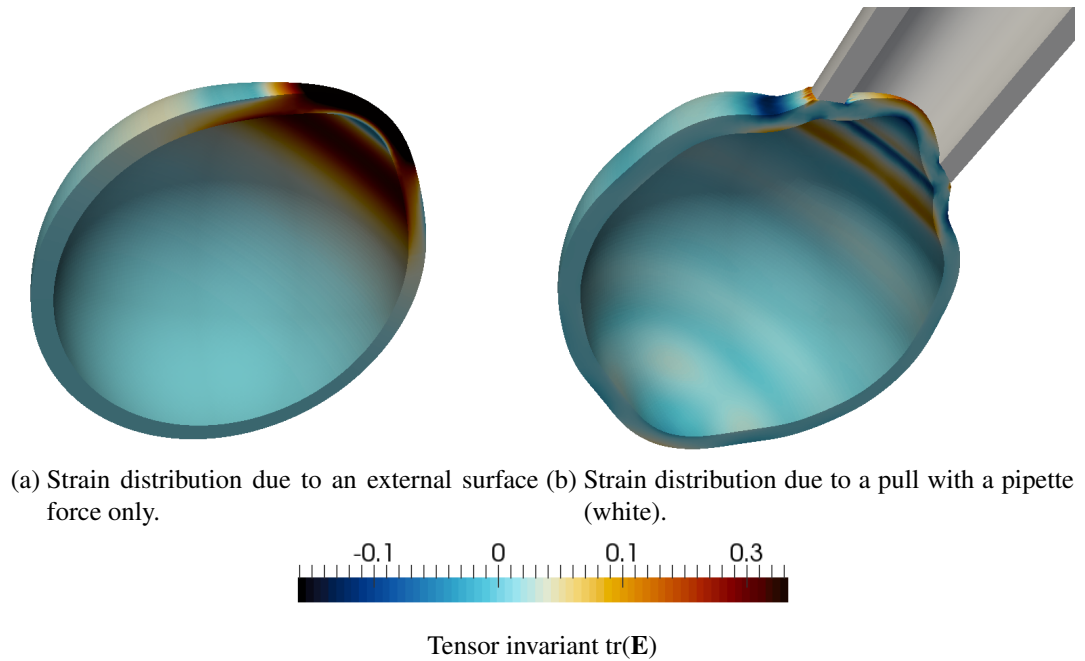 (a) Strain distribution due to an external surface
force only.
(b) Strain distribution due to a pull with a pipette
(white).
-0.1 0 0.1 0.3
Tensor invariant tr(E)